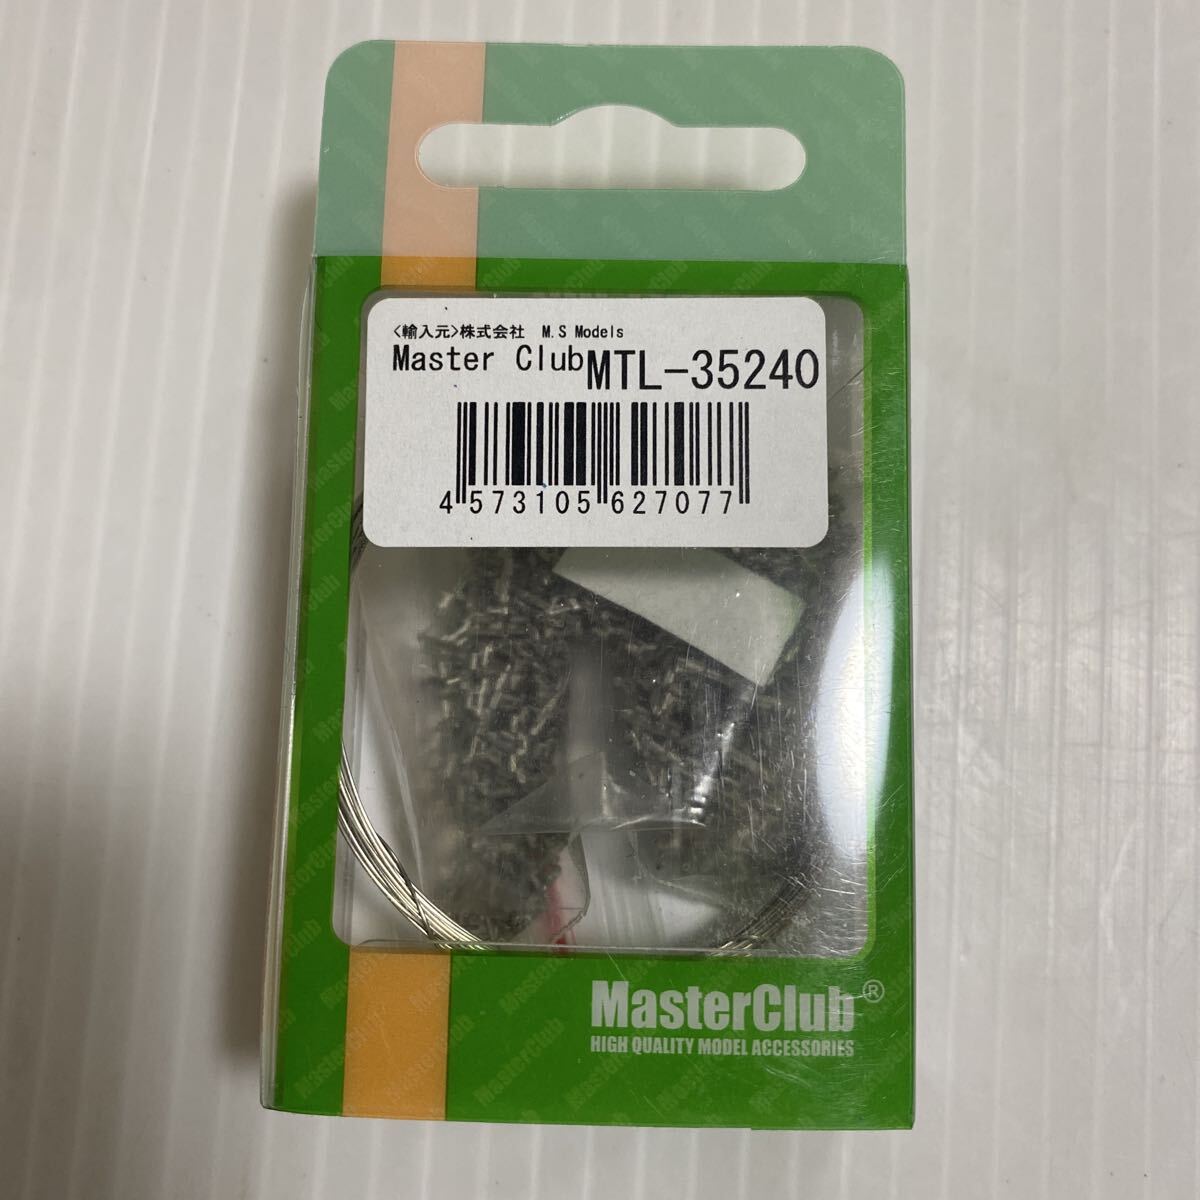 <輸入元>株式会社 M.S Models
Master Club MTL-35240
4 573105 627077
MasterClub®
HIGH QUALITY MODEL ACCESSORIES